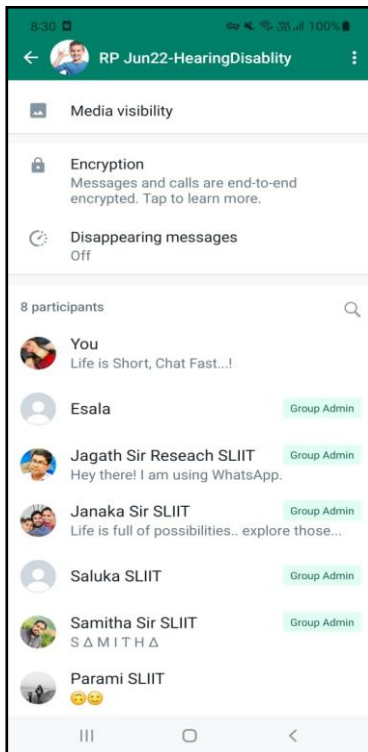 8:30 100%
RP Jun22-HearingDisablity
Media visibility
Encryption
Messages and calls are end-to-end
encrypted. Tap to learn more.
Disappearing messages
Off
8 participants
You
Life is Short, Chat Fast...!
Esala Group Admin
Jagath Sir Reseach SLIIT Group Admin
Hey there! I am using WhatsApp.
Janaka Sir SLIIT Group Admin
Life is full of possibilities.. explore those...
Saluka SLIIT Group Admin
Samitha Sir SLIIT Group Admin
S Δ M I T H Δ
Parami SLIIT
🙃😊